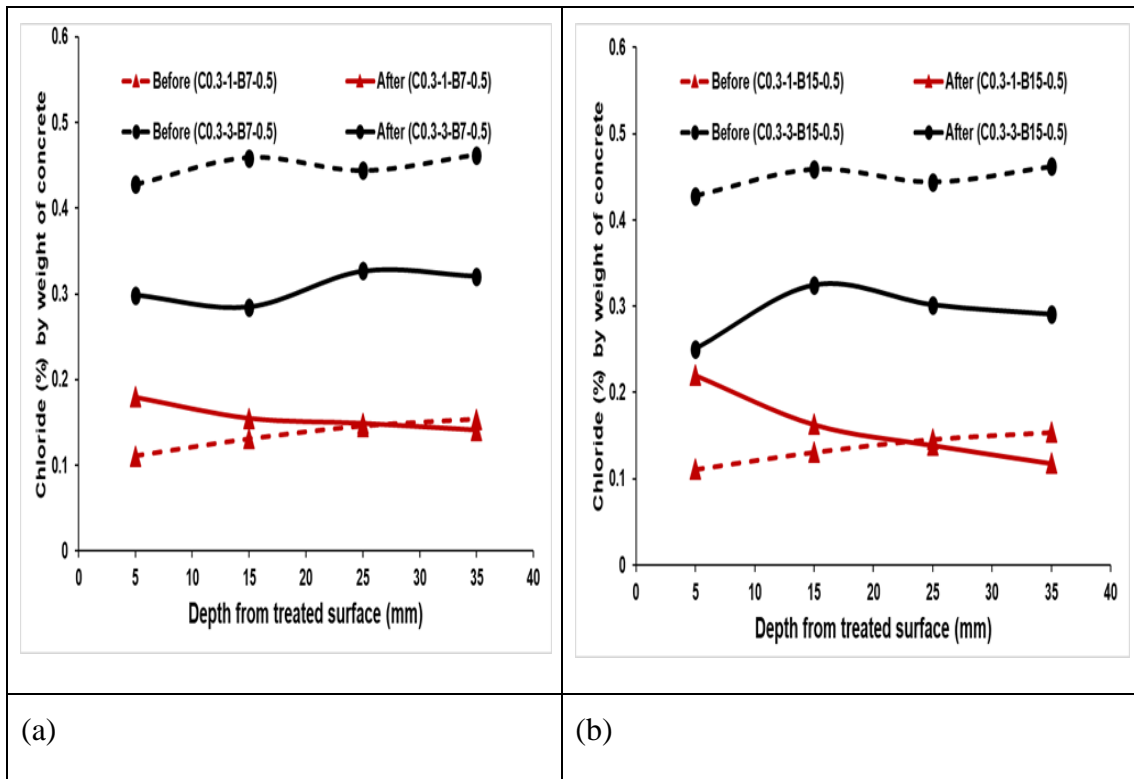 0.6
Before (C0.3-1-B7-0.5) After (C0.3-1-B7-0.5)
Before (C0.3-3-B7-0.5) After (C0.3-3-B7-0.5)
0.5
0.4
0.3
0.2
0.1
0
Chloride (%) by weight of concrete
0 5 10 15 20 25 30 35 40
Depth from treated surface (mm)
(a)
0.6
Before (C0.3-1-B15-0.5) After (C0.3-1-B15-0.5)
Before (C0.3-3-B15-0.5) After (C0.3-3-B15-0.5)
0.5
0.4
0.3
0.2
0.1
0
Chloride (%) by weight of concrete
0 5 10 15 20 25 30 35 40
Depth from treated surface (mm)
(b)